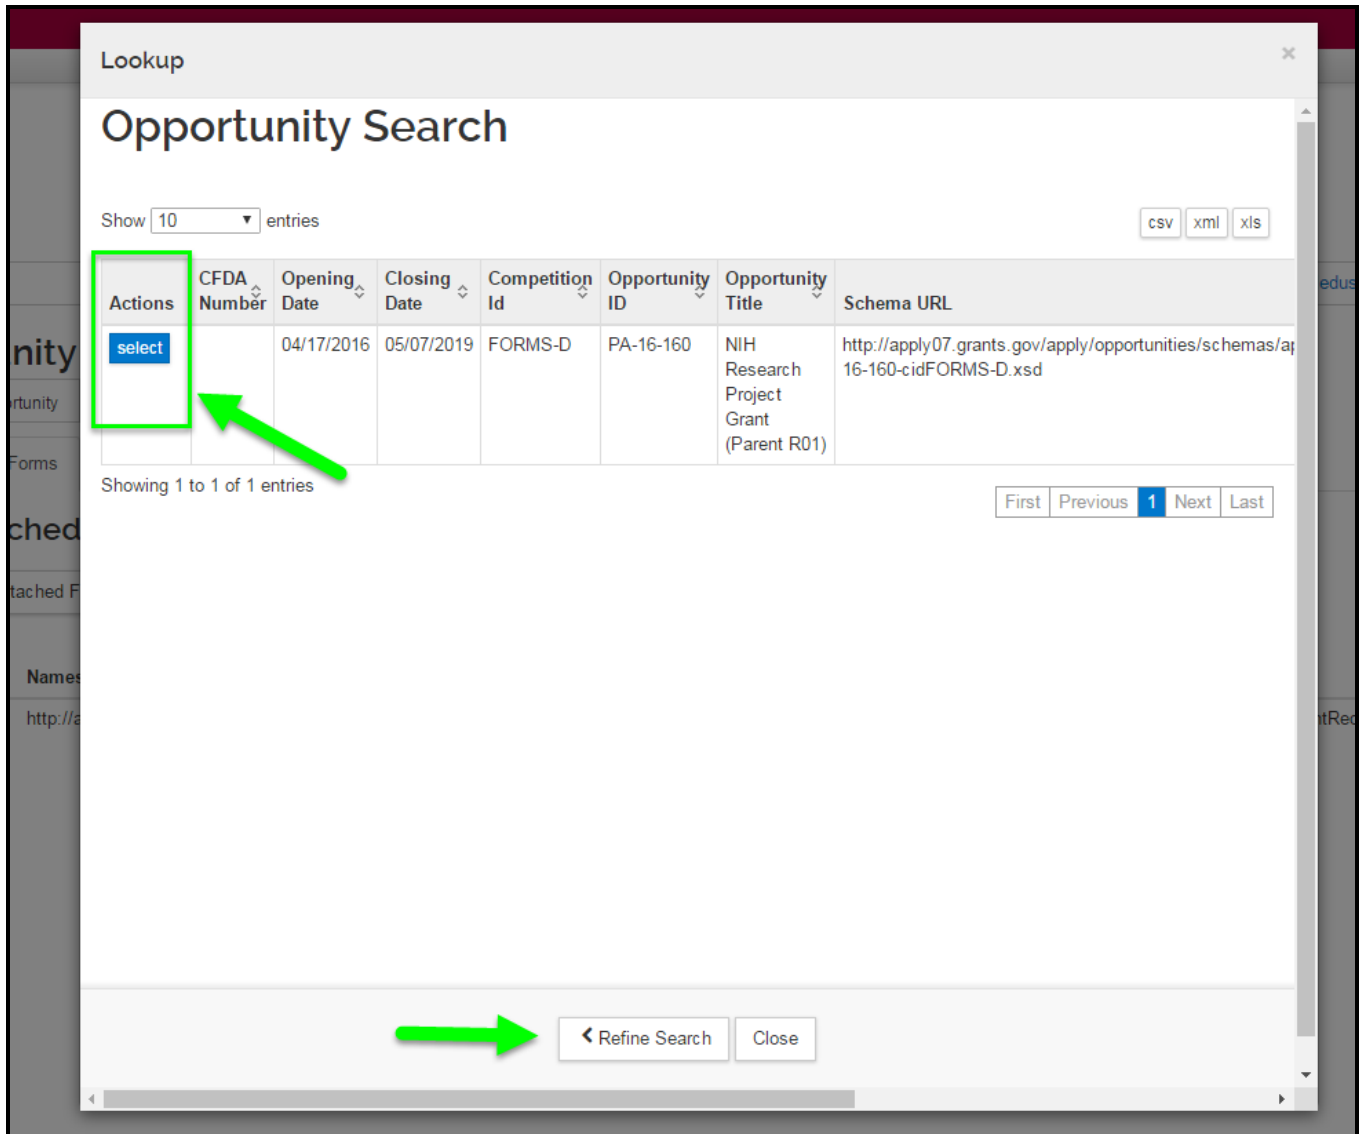 Lookup
×
Opportunity Search
Show 10 entries
csv xml xls
Actions
CFDA Number
Opening Date
Closing Date
Competition Id
Opportunity ID
Opportunity Title
Schema URL
select
04/17/2016
05/07/2019
FORMS-D
PA-16-160
NIH
Research
Project
Grant
(Parent R01)
http://apply07.grants.gov/apply/opportunities/schemas/ap
16-160-cidFORMS-D.xsd
Showing 1 to 1 of 1 entries
First Previous 1 Next Last
Refine Search
Close
edus
nity
rtunity
Forms
ched
tached F
Names
http://a
ntRec